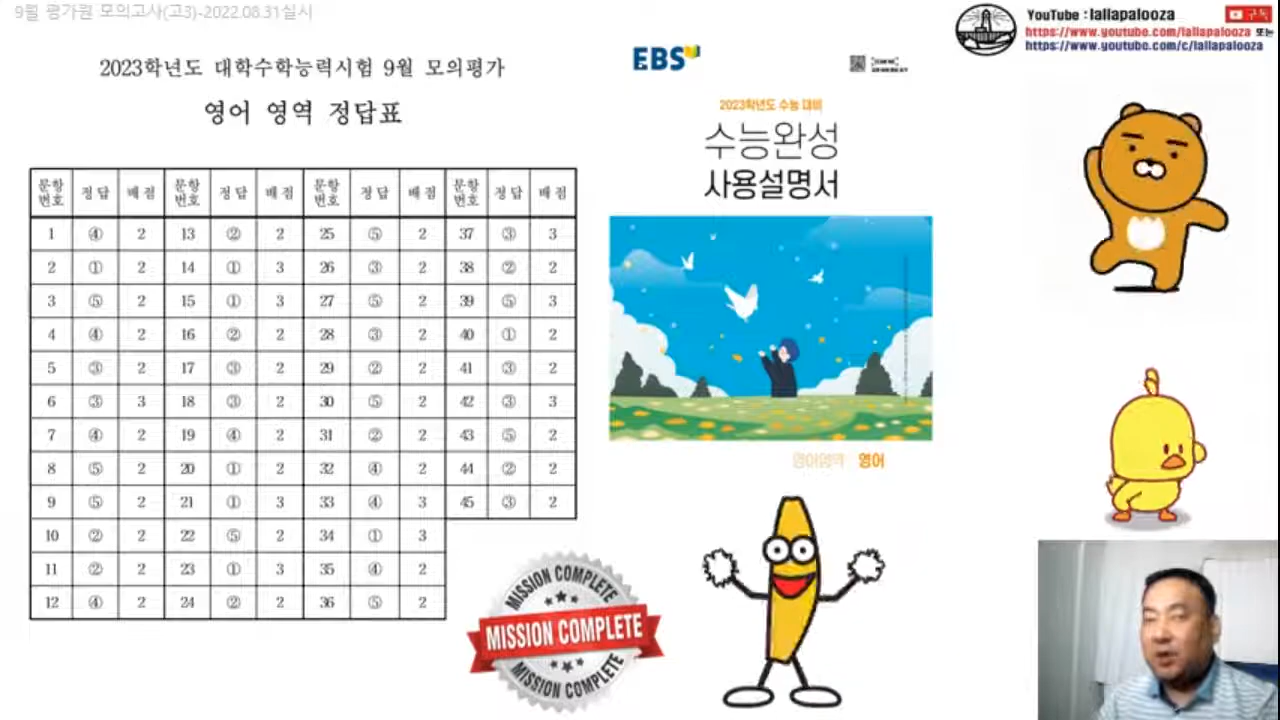 9월 평가원 모의고사(고3)-2022.08.31실시
YouTube : lallapalooza
구독
https://www.youtube.com/lallapalooza 또는
https://www.youtube.com/c/lallapalooza
2023학년도 대학수학능력시험 9월 모의평가
영어 영역 정답표
문항번호 정답 배점 문항번호 정답 배점 문항번호 정답 배점 문항번호 정답 배점
1 ④ 2 13 ② 2 25 ⑤ 2 37 ③ 3
2 ① 2 14 ① 3 26 ③ 2 38 ② 2
3 ⑤ 2 15 ① 3 27 ⑤ 2 39 ⑤ 3
4 ④ 2 16 ② 2 28 ③ 2 40 ① 2
5 ③ 2 17 ③ 2 29 ② 2 41 ③ 2
6 ③ 3 18 ③ 2 30 ⑤ 2 42 ③ 3
7 ④ 2 19 ④ 2 31 ② 2 43 ⑤ 2
8 ⑤ 2 20 ① 2 32 ④ 2 44 ② 2
9 ⑤ 2 21 ① 3 33 ④ 3 45 ③ 2
10 ② 2 22 ⑤ 2 34 ① 3
11 ② 2 23 ① 3 35 ④ 2
12 ④ 2 24 ② 2 36 ⑤ 2
EBS
2023학년도 수능 대비
수능완성
사용설명서
영어영역 영어
MISSION COMPLETE
MISSION COMPLETE
MISSION COMPLETE